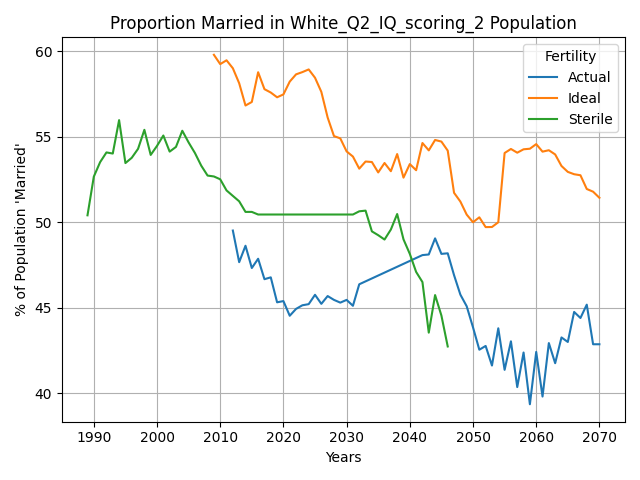 Proportion Married in White_Q2_IQ_scoring_2 Population
% of Population 'Married'
60
55
50
45
40
Fertility
Actual
Ideal
Sterile
1990 2000 2010 2020 2030 2040 2050 2060 2070
Years